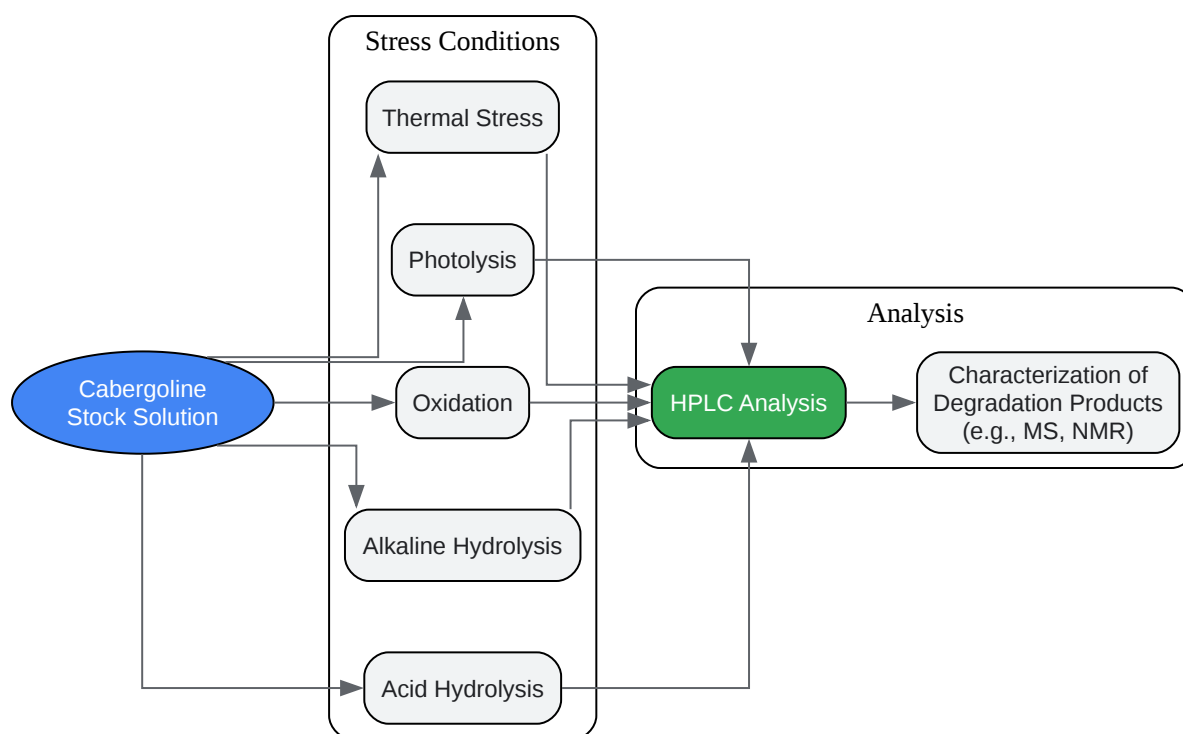 Stress Conditions
Thermal Stress
Photolysis
Analysis
Cabergoline
Stock Solution
Oxidation
HPLC Analysis
Characterization of
Degradation Products
(e.g., MS, NMR)
Alkaline Hydrolysis
Acid Hydrolysis